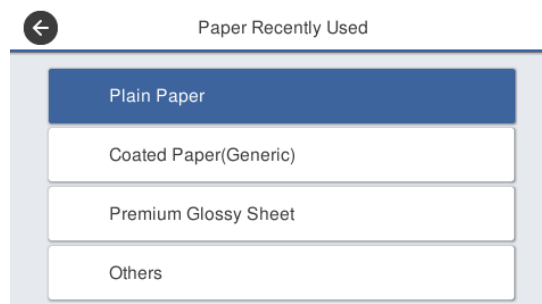 Paper Recently Used
Plain Paper
Coated Paper(Generic)
Premium Glossy Sheet
Others